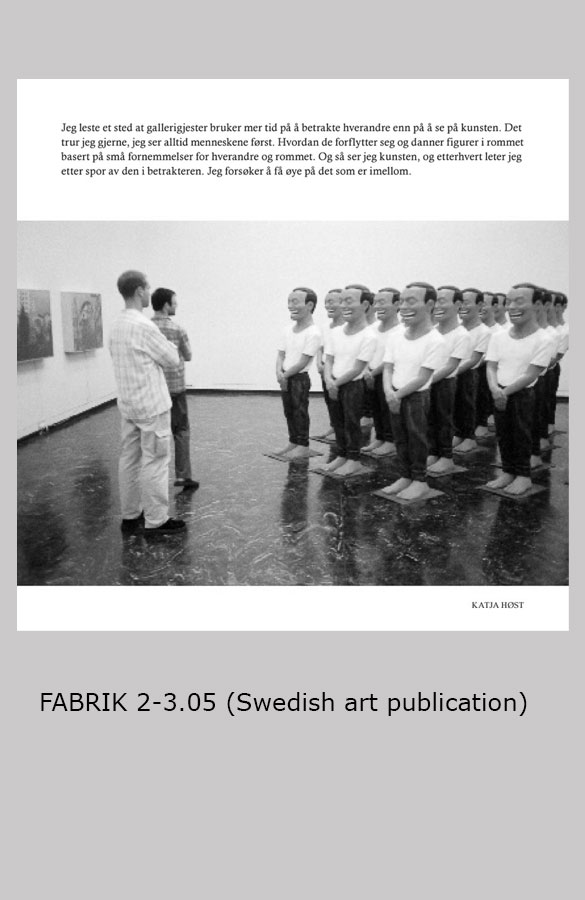 Jeg leste et sted at gallerigjester bruker mer tid på å betrakte hverandre enn på å se på kunsten. Det
trur jeg gjerne, jeg ser alltid menneskene først. Hvordan de forflytter seg og danner figurer i rommet
basert på små fornemmelser for hverandre og rommet. Og så ser jeg kunsten, og etterhvert leter jeg
etter spor av den i betrakteren. Jeg forsøker å få øye på det som er imellom.
KATJA HØST
FABRIK 2-3.05 (Swedish art publication)